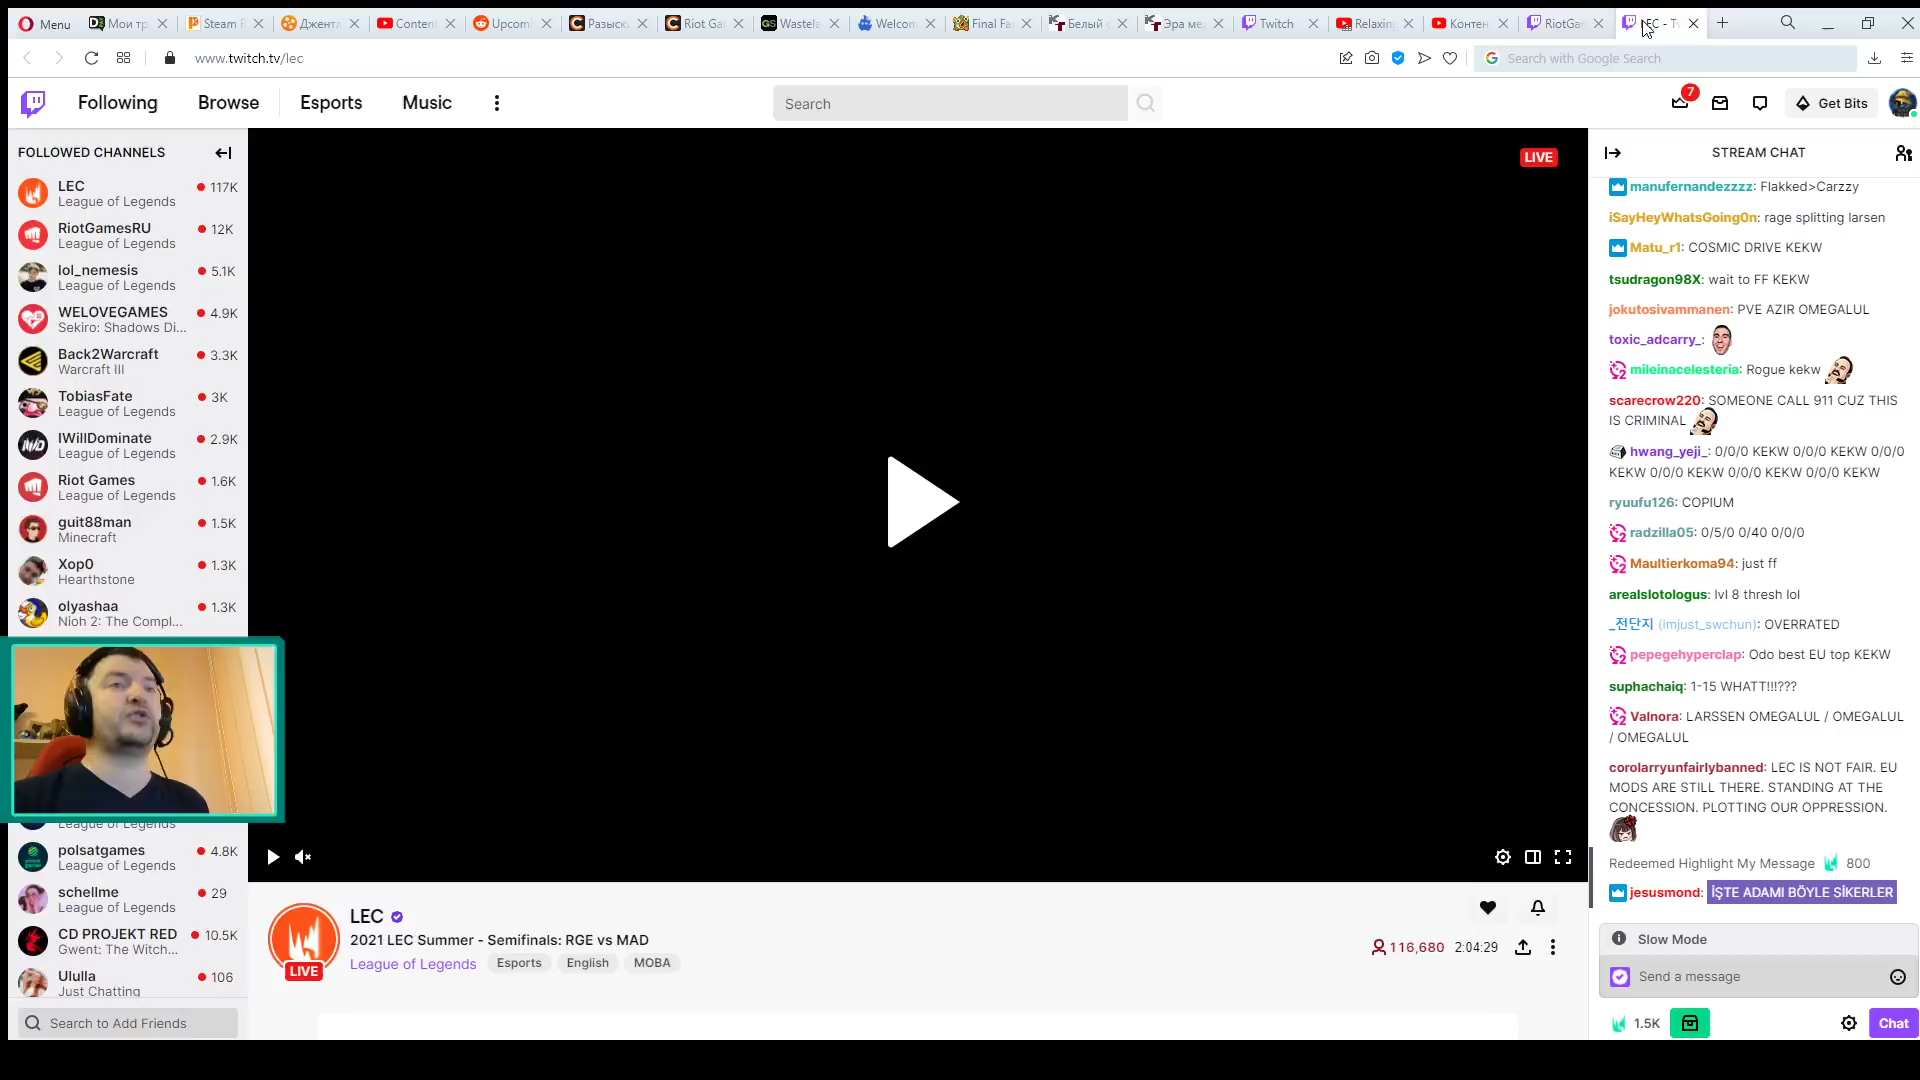 Menu
Мои тр
Steam P
Джентл
Conten
Upcomi
Разыск
Riot Ga
Wastela
Welcom
Final Fa
Белый с
Эра ме
Twitch
Relaxin
Контен
RiotGam
LEC - T
www.twitch.tv/lec
Search with Google Search
Following
Browse
Esports
Music
Search
7
Get Bits
FOLLOWED CHANNELS
LEC
117K
League of Legends
RiotGamesRU
12K
League of Legends
lol_nemesis
5.1K
League of Legends
WELOVEGAMES
4.9K
Sekiro: Shadows Di...
Back2Warcraft
3.3K
Warcraft III
TobiasFate
3K
League of Legends
IWillDominate
2.9K
League of Legends
Riot Games
1.6K
League of Legends
guit88man
1.5K
Minecraft
Xop0
1.3K
Hearthstone
olyashaa
1.3K
Nioh 2: The Compl...
League of Legends
polsatgames
4.8K
League of Legends
schellme
29
League of Legends
CD PROJEKT RED
10.5K
Gwent: The Witch...
Ululla
106
Just Chatting
Search to Add Friends
LIVE
LEC
2021 LEC Summer - Semifinals: RGE vs MAD
League of Legends
Esports
English
MOBA
LIVE
116,680
2:04:29
STREAM CHAT
manufernandezzzz: Flakked>Carzzy
iSayHeyWhatsGoing0n: rage splitting larsen
Matu_r1: COSMIC DRIVE KEKW
tsudragon98X: wait to FF KEKW
jokutosivammanen: PVE AZIR OMEGALUL
toxic_adcarry_:
mileinacelesteria: Rogue kekw
scarecrow220: SOMEONE CALL 911 CUZ THIS
IS CRIMINAL
hwang_yeji_: 0/0/0 KEKW 0/0/0 KEKW 0/0/0
KEKW 0/0/0 KEKW 0/0/0 KEKW 0/0/0 KEKW
ryuufu126: COPIUM
radzilla05: 0/5/0 0/40 0/0/0
Maultierkoma94: just ff
arealslotologus: lvl 8 thresh lol
_전단지 (imjust_swchun): OVERRATED
pepegehyperclap: Odo best EU top KEKW
suphachaiq: 1-15 WHATT!!!???
Valnora: LARSSEN OMEGALUL / OMEGALUL
/ OMEGALUL
corolarryunfairlybanned: LEC IS NOT FAIR. EU
MODS ARE STILL THERE. STANDING AT THE
CONCESSION. PLOTTING OUR OPPRESSION.
Redeemed Highlight My Message 800
jesusmond: İŞTE ADAMI BÖYLE SİKERLER
Slow Mode
Send a message
1.5K
Chat